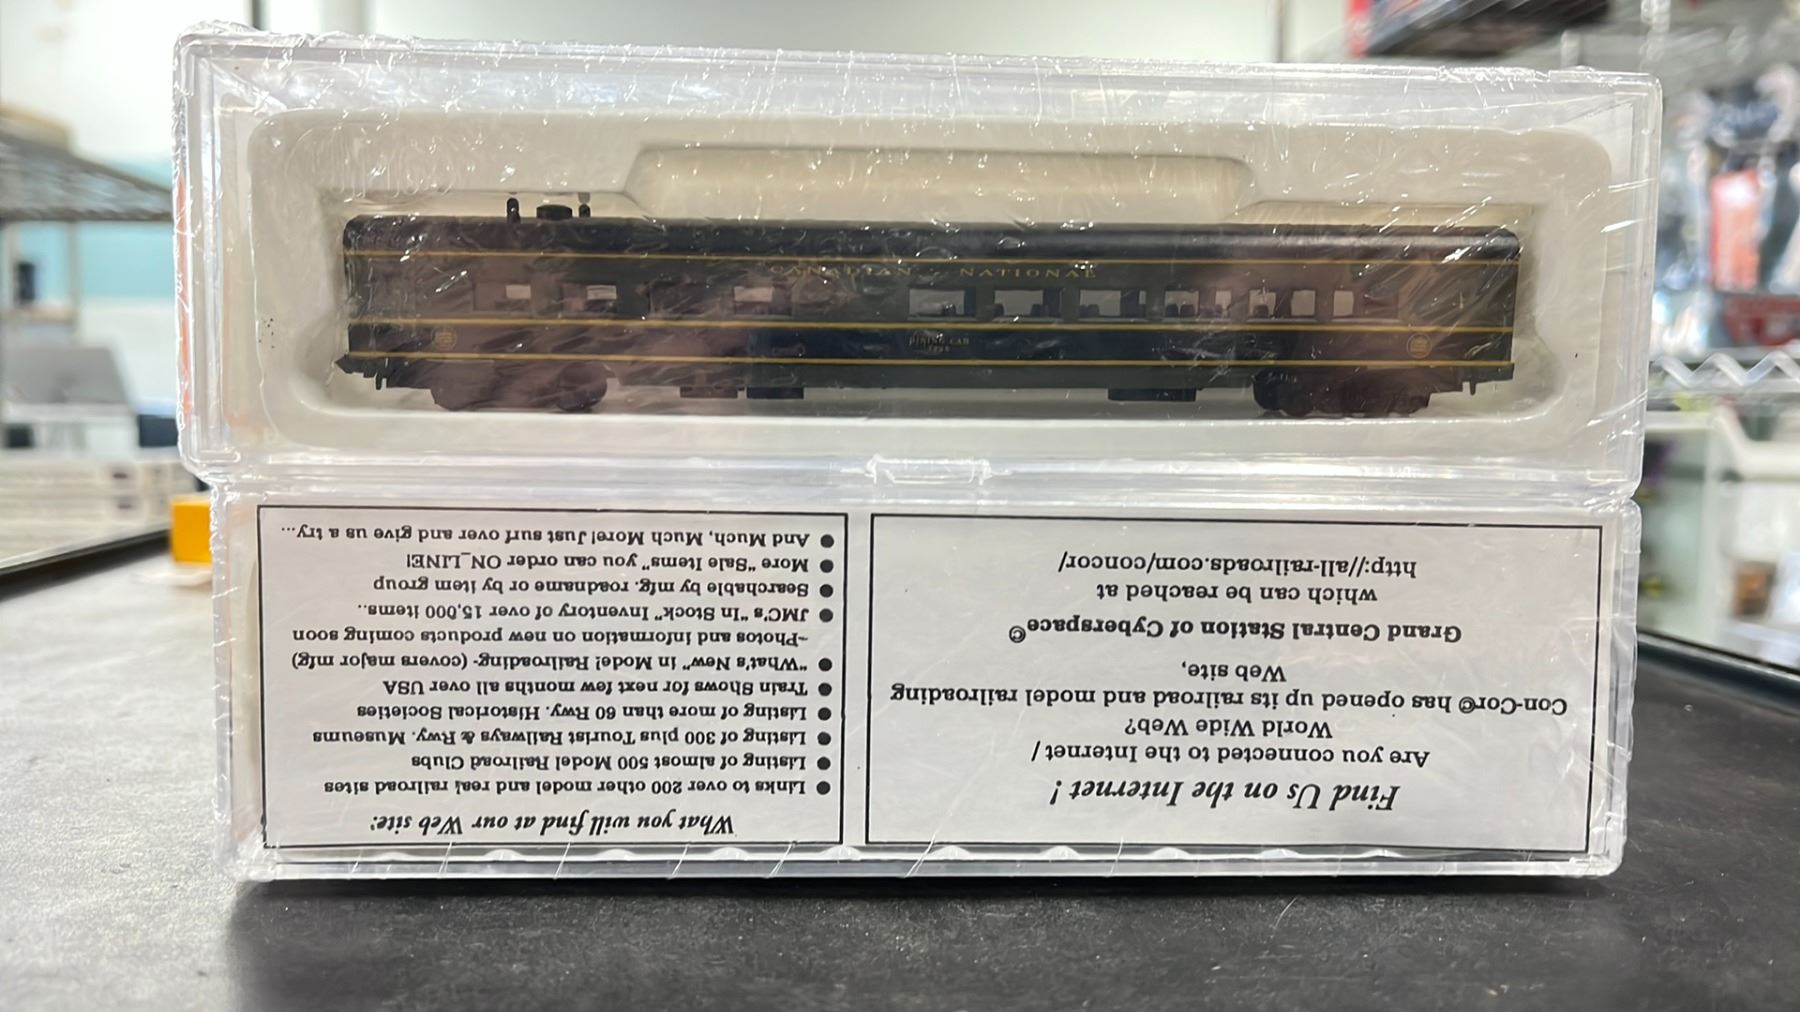 CANADIAN NATIONAL
DINING CAR
Find Us on the Internet!
Are you connected to the Internet /
World Wide Web?
Con-Cor® has opened up its railroad and model railroading
Web site,
Grand Central Station of Cyberspace©
which can be reached at
http://all-railroads.com/concor/
What you will find at our Web site:
● Links to over 200 other model and real railroad sites
● Listing of almost 500 Model Railroad Clubs
● Listing of 300 plus Tourist Railways & Rwy. Museums
● Listing of more than 60 Rwy. Historical Societies
● Train Shows for next few months all over USA
● "What's New" in Model Railroading- (covers major mfg)
~Photos and information on new products coming soon
● JMC's "In Stock" Inventory of over 15,000 items..
● Searchable by mfg. roadname or by item group
● More "Sale Items" you can order ON_LINE!
● And Much, Much More! Just surf over and give us a try...